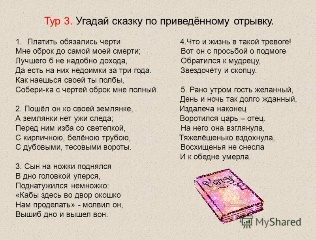 Тур 3. Угадай сказку по приведённому отрывку.
1. Платить обязались черти
Мне оброк до самой моей смерти;
Лучшего б не надобно дохода,
Да есть на них недоимки за три года.
Как наешься своей ты полбы,
Собери-ка с чертей оброк мне полный
2. Пошёл он ко своей землянке,
А землянки нет уже следа;
Перед ним изба со светелкой,
С кирпичною, белёною трубою,
С дубовыми, тесовыми вороты.
3. Сын на ножки поднялся
В дно головкой уперся,
Поднатужился немножко:
«Кабы здесь во двор окошко
Нам проделать» - молвил он,
Вышиб дно и вышел вон.
4.Что и жизнь в такой тревоге!
Вот он с просьбой о подмоге
Обратился к мудрецу,
Звездочёту и скопцу.
5. Рано утром гость желанный,
День и ночь так долго жданный,
Издалеча наконец
Воротился царь – отец,
На него она взглянула,
Тяжелёшенько вздохнула,
Восхищенья не снесла
И к обедне умерла
MyShared